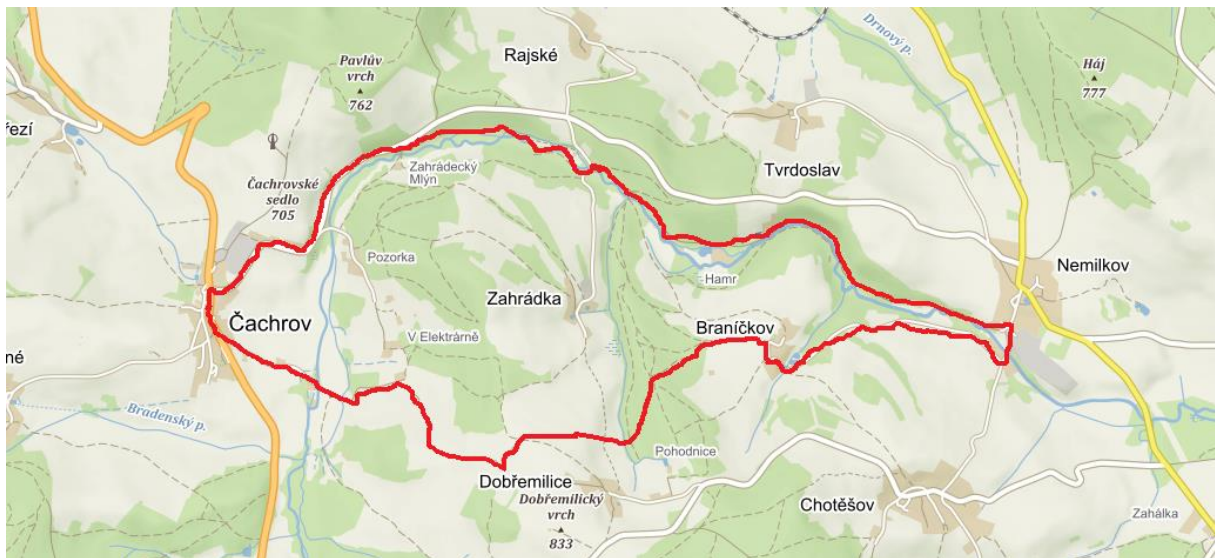 Rajské
Drnový p.
Pavlův
vrch
762
Háj
777
řezí
Zahrádecký
Mlýn
Tvrdoslav
Čachrovské
sedlo
705
Pozorka
Hamr
Nemilkov
Zahrádka
Čachrov
Braníčkov
V Elektrárně
né
Bradenský p.
Pohodnice
Dobřemilice
Dobřemilický
vrch
833
Chotěšov
Zahálka